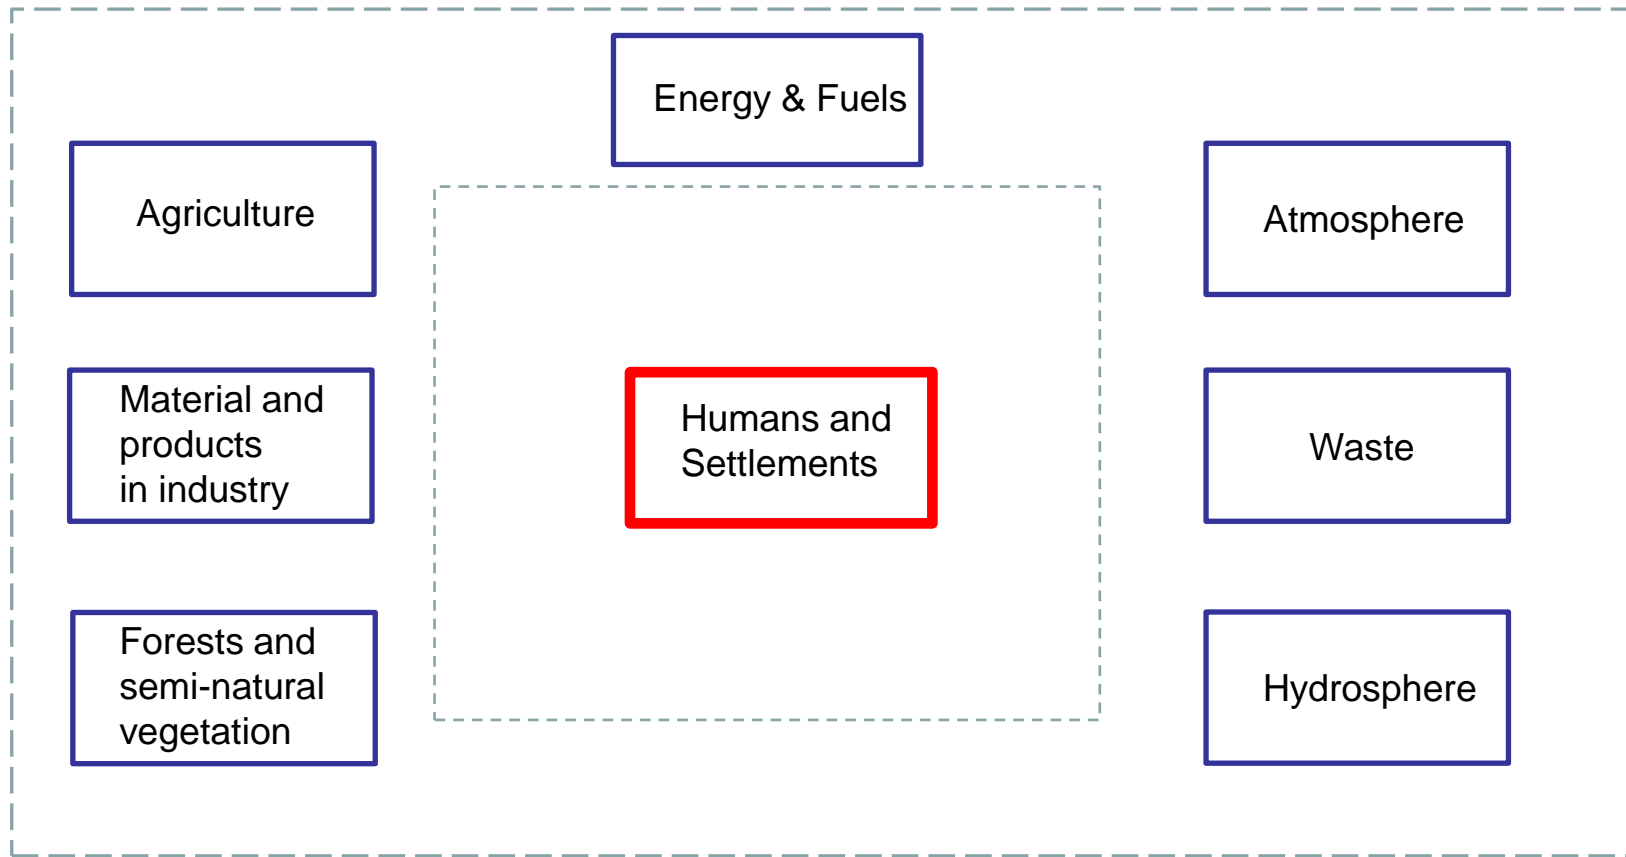 Energy & Fuels
Agriculture
Atmosphere
Material and
products
in industry
Humans and
Settlements
Waste
Forests and
semi-natural
vegetation
Hydrosphere